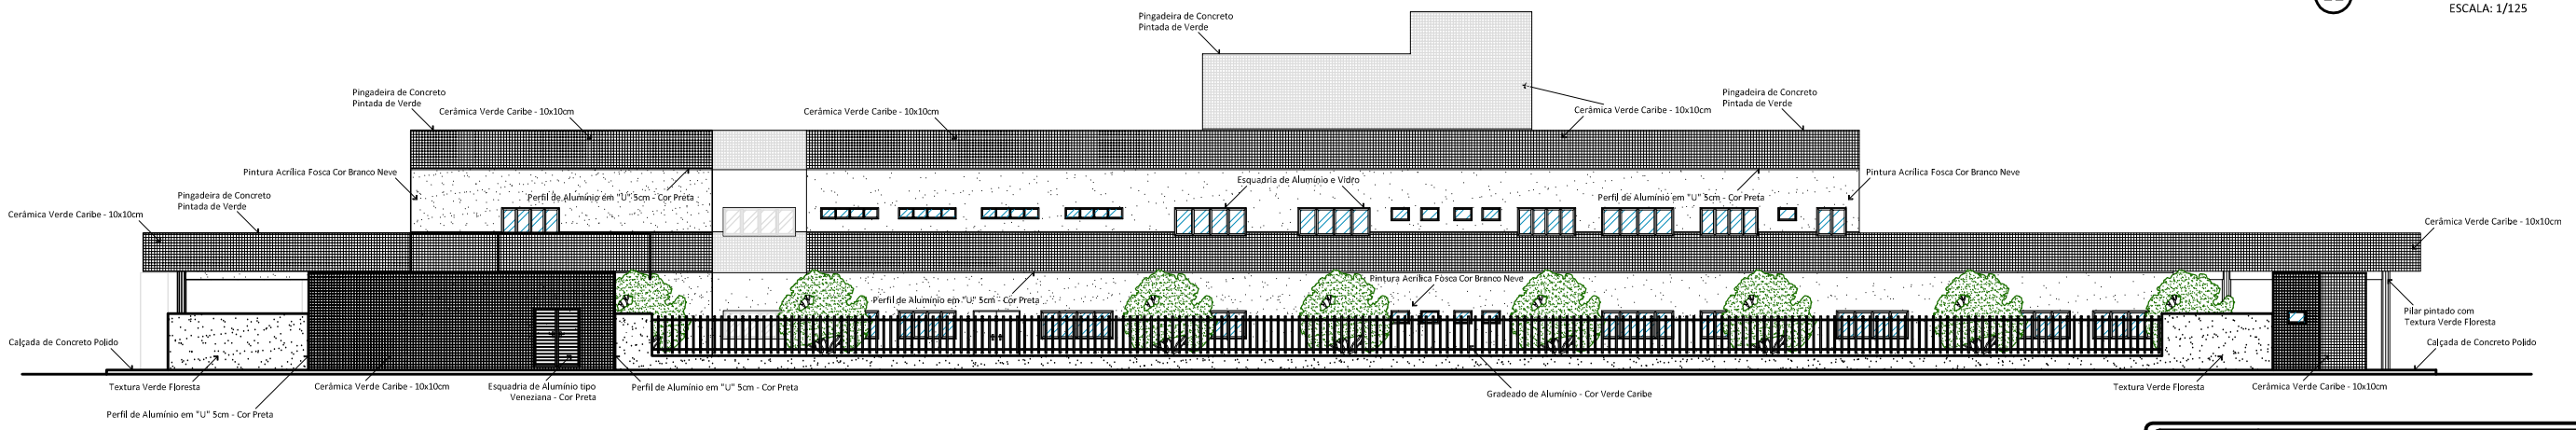 ESCALA: 1/125
Pingadeira de Concreto
Pintada de Verde
Pingadeira de Concreto
Pintada de Verde
Cerâmica Verde Caribe - 10x10cm
Cerâmica Verde Caribe - 10x10cm
Cerâmica Verde Caribe - 10x10cm
Pingadeira de Concreto
Pintada de Verde
Pintura Acrílica Fosca Cor Branco Neve
Pingadeira de Concreto
Pintada de Verde
Perfil de Alumínio em "U" 5cm - Cor Preta
Esquadria de Alumínio e Vidro
Perfil de Alumínio em "U" 5cm - Cor Preta
Pintura Acrílica Fosca Cor Branco Neve
Cerâmica Verde Caribe - 10x10cm
Cerâmica Verde Caribe - 10x10cm
Perfil de Alumínio em "U" 5cm - Cor Preta
Pintura Acrílica Fosca Cor Branco Neve
Pilar pintado com
Textura Verde Floresta
Calçada de Concreto Polido
Calçada de Concreto Polido
Textura Verde Floresta
Cerâmica Verde Caribe - 10x10cm
Esquadria de Alumínio tipo
Veneziana - Cor Preta
Perfil de Alumínio em "U" 5cm - Cor Preta
Gradeado de Alumínio - Cor Verde Caribe
Textura Verde Floresta
Cerâmica Verde Caribe - 10x10cm
Perfil de Alumínio em "U" 5cm - Cor Preta